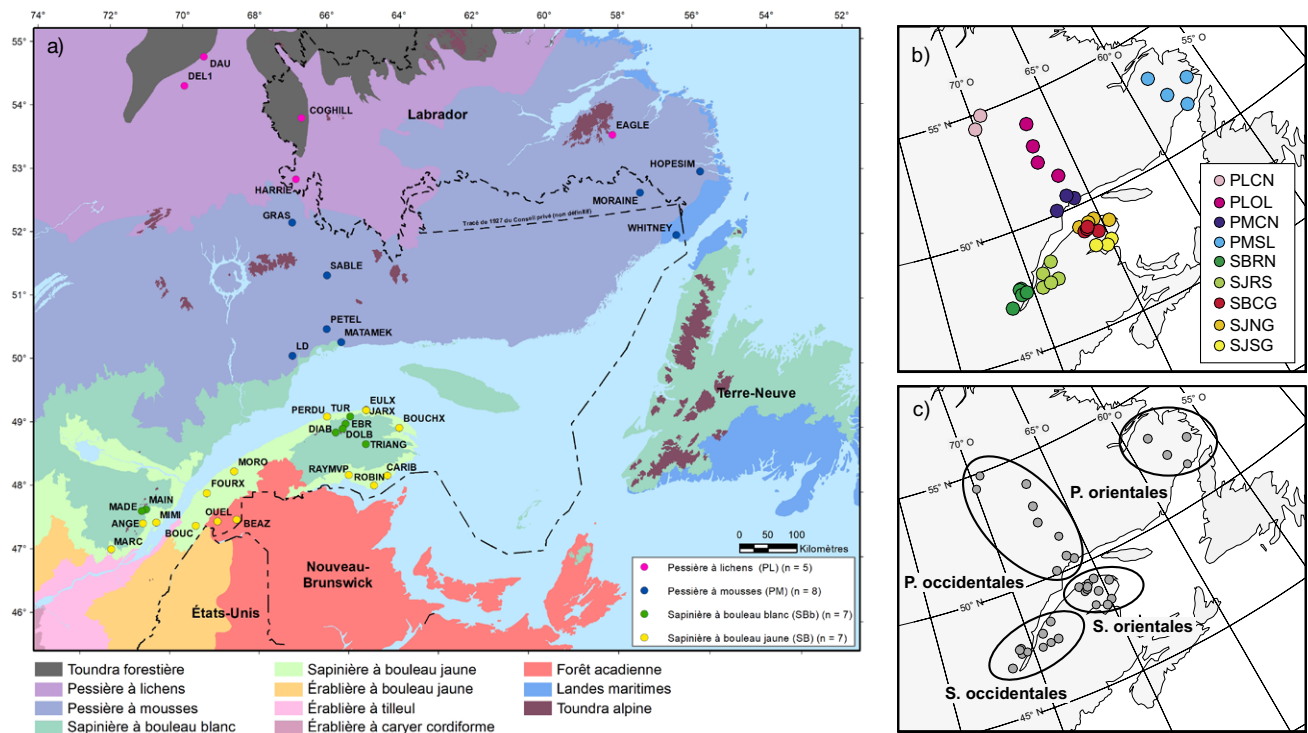 74° 72° 70° 68° 66° 64° 62° 60° 58° 56° 54° 52°
a)
55°
54°
53°
52°
51°
50°
49°
48°
47°
46°
DAU
DEL1
COGHILL
Labrador
EAGLE
HOPESIM
HARRIE
MORAINE
GRAS
Tracé de 1927 du Conseil privé (non définitif)
WHITNEY
SABLE
PETEL
MATAMEK
LD
Terre-Neuve
EULX
PERDU TUR JARX
BOUCHX
DIAB EBR
DOLB
TRIANG
MORO
RAYMVP CARIB
ROBIN
FOURX
MADE MAIN
OUEL
ANGE MIMI
BOUC BEAZ
MARC
Nouveau-
Brunswick
États-Unis
0 50 100
Kilomètres
Pessière à lichens (PL) (n = 5)
Pessière à mousses (PM) (n = 8)
Sapinière à bouleau blanc (SBb) (n = 7)
Sapinière à bouleau jaune (SB) (n = 7)
Toundra forestière
Pessière à lichens
Pessière à mousses
Sapinière à bouleau blanc
Sapinière à bouleau jaune
Érablière à bouleau jaune
Érablière à tilleul
Érablière à caryer cordiforme
Forêt acadienne
Landes maritimes
Toundra alpine
b)
55° O
60° O
65° O
70° O
55° N
50° N
45° N
PLCN
PLOL
PMCN
PMSL
SBRN
SJRS
SBCG
SJNG
SJSG
c)
55° O
60° O
65° O
70° O
55° N
P. orientales
P. occidentales
50° N
S. orientales
S. occidentales
45° N